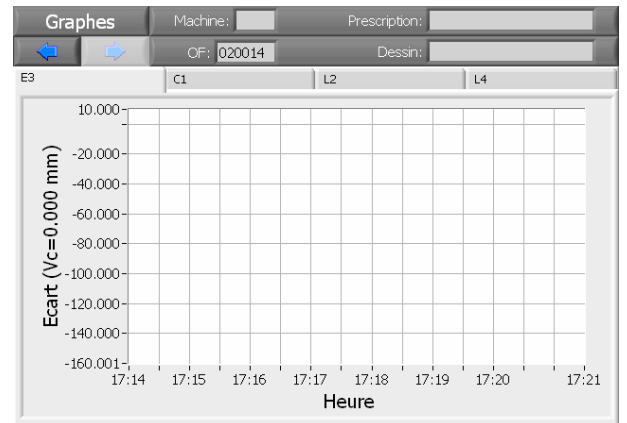 Graphes Machine: Prescription:
OF: 020014 Dessin:
E3 C1 L2 L4
10.000
-20.000
-40.000
-60.000
-80.000
-100.000
-120.000
-140.000
-160.001
Ecart (Vc=0.000 mm)
17:14 17:15 17:16 17:17 17:18 17:19 17:20 17:21
Heure